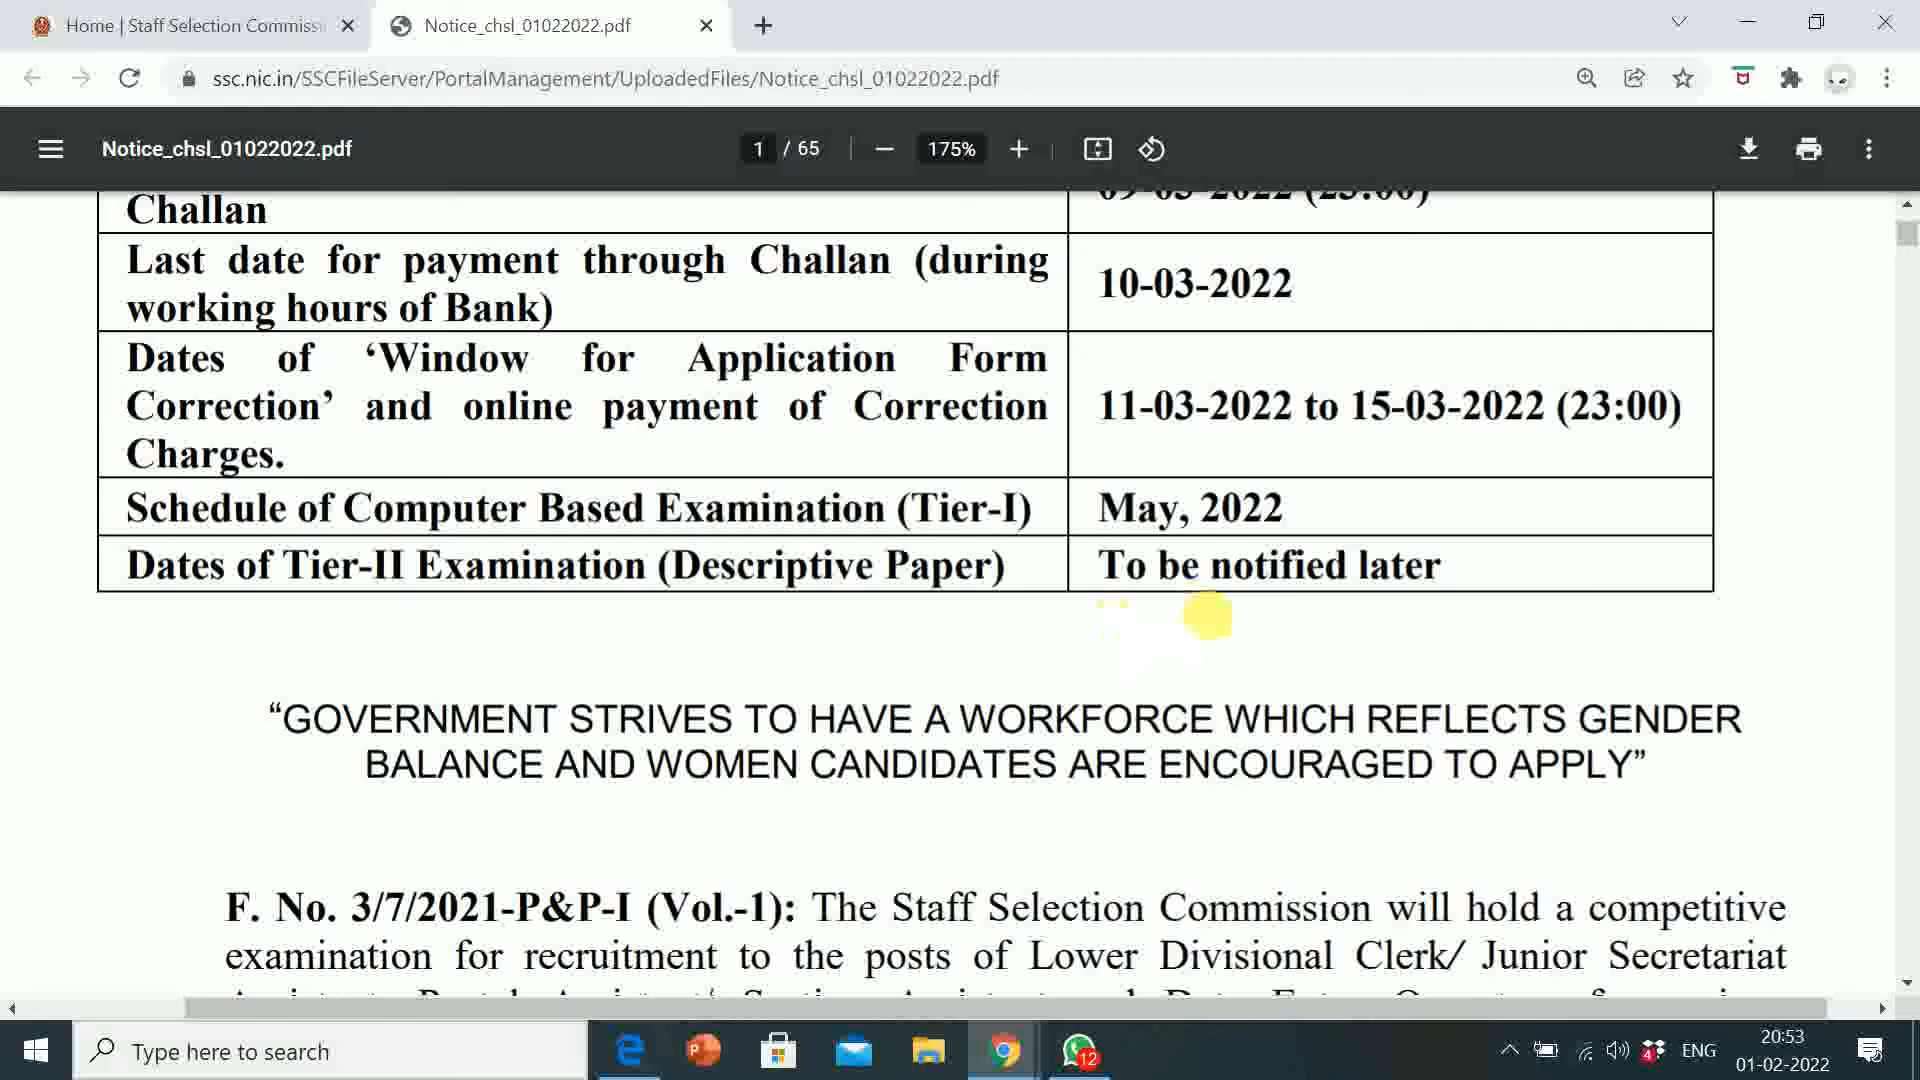 Home | Staff Selection Commiss
Notice_chsl_01022022.pdf
ssc.nic.in/SSCFileServer/PortalManagement/UploadedFiles/Notice_chsl_01022022.pdf
Notice_chsl_01022022.pdf
1 / 65
175%
Challan
Last date for payment through Challan (during
working hours of Bank)
10-03-2022
Dates of ‘Window for Application Form
Correction’ and online payment of Correction
Charges.
11-03-2022 to 15-03-2022 (23:00)
Schedule of Computer Based Examination (Tier-I)
May, 2022
Dates of Tier-II Examination (Descriptive Paper)
To be notified later
“GOVERNMENT STRIVES TO HAVE A WORKFORCE WHICH REFLECTS GENDER
BALANCE AND WOMEN CANDIDATES ARE ENCOURAGED TO APPLY”
F. No. 3/7/2021-P&P-I (Vol.-1): The Staff Selection Commission will hold a competitive
examination for recruitment to the posts of Lower Divisional Clerk/ Junior Secretariat
Type here to search
12
4
ENG
20:53
01-02-2022